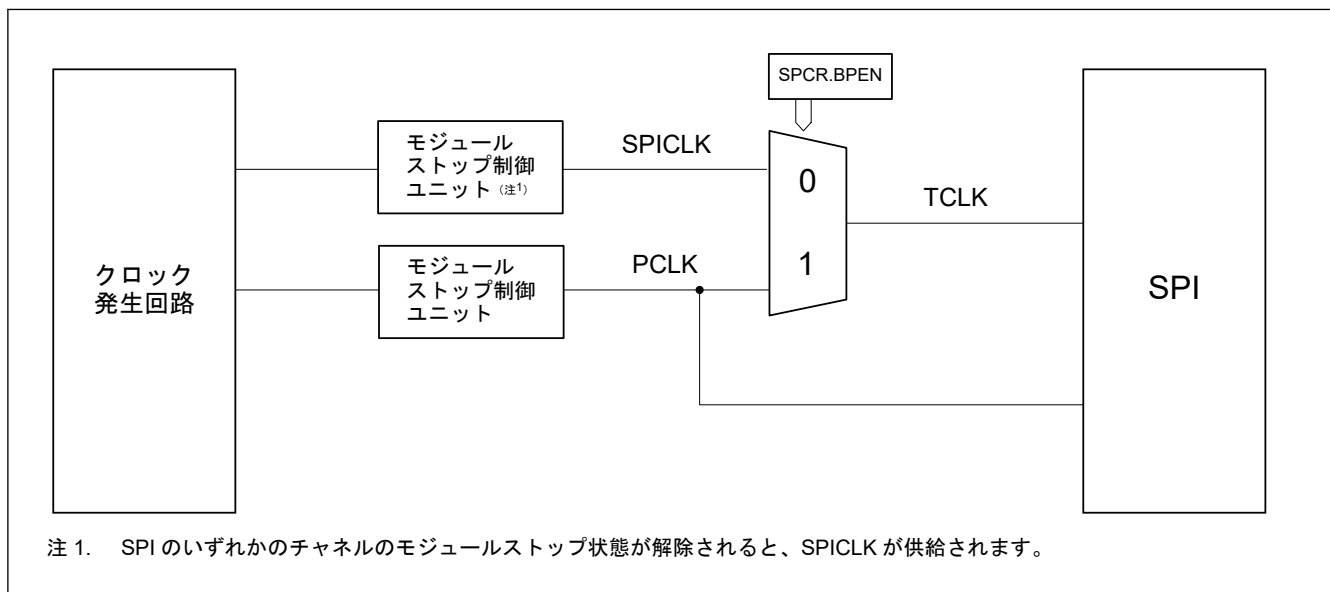 SPCR.BPEN
モジュール
ストップ制御
ユニット（注1）
SPICLK
0
TCLK
クロック
発生回路
モジュール
ストップ制御
ユニット
PCLK
1
SPI
注 1. SPI のいずれかのチャネルのモジュールストップ状態が解除されると、SPICLK が供給されます。